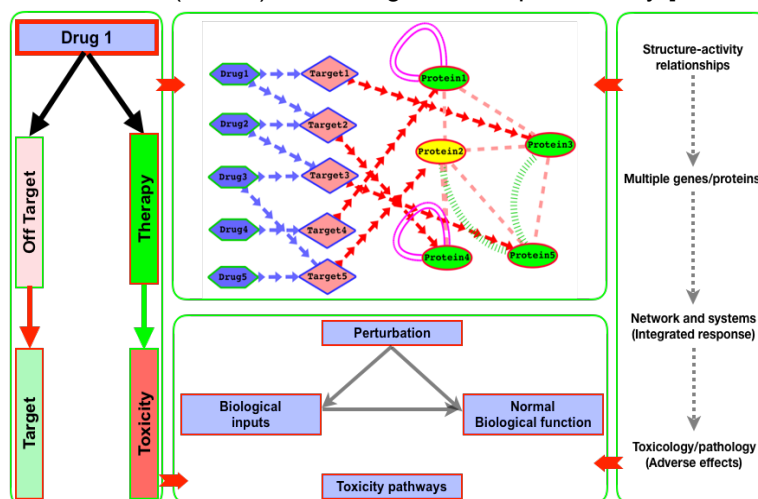 Drug 1
Off Target
Therapy
Target
Toxicity
Drug1
Target1
Protein1
Drug2
Target2
Protein2
Protein3
Drug3
Target3
Drug4
Target4
Protein4
Protein5
Drug5
Target5
Perturbation
Biological
inputs
Normal
Biological function
Toxicity pathways
Structure-activity
relationships
Multiple genes/proteins
Network and systems
(Integrated response)
Toxicology/pathology
(Adverse effects)